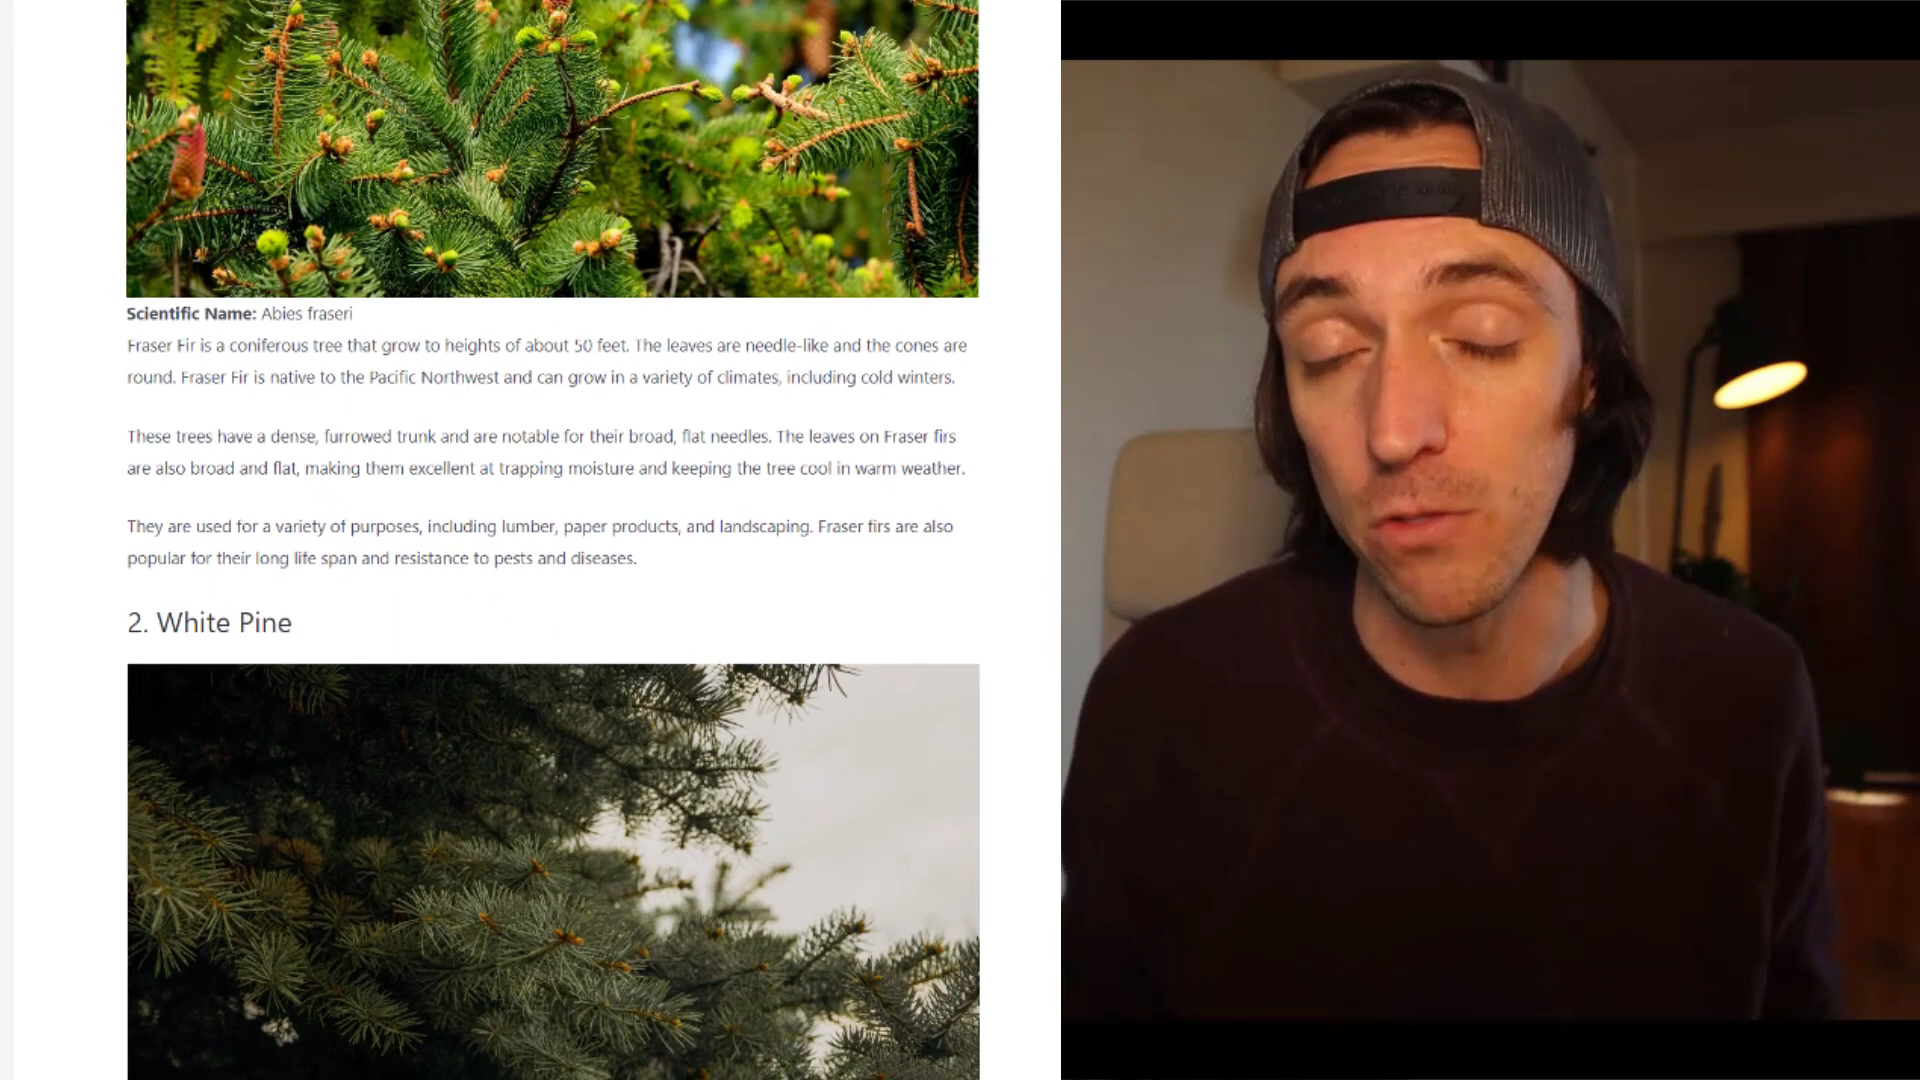 Scientific Name: Abies fraseri
Fraser Fir is a coniferous tree that grow to heights of about 50 feet. The leaves are needle-like and the cones are
round. Fraser Fir is native to the Pacific Northwest and can grow in a variety of climates, including cold winters.
These trees have a dense, furrowed trunk and are notable for their broad, flat needles. The leaves on Fraser firs
are also broad and flat, making them excellent at trapping moisture and keeping the tree cool in warm weather.
They are used for a variety of purposes, including lumber, paper products, and landscaping. Fraser firs are also
popular for their long life span and resistance to pests and diseases.
2. White Pine